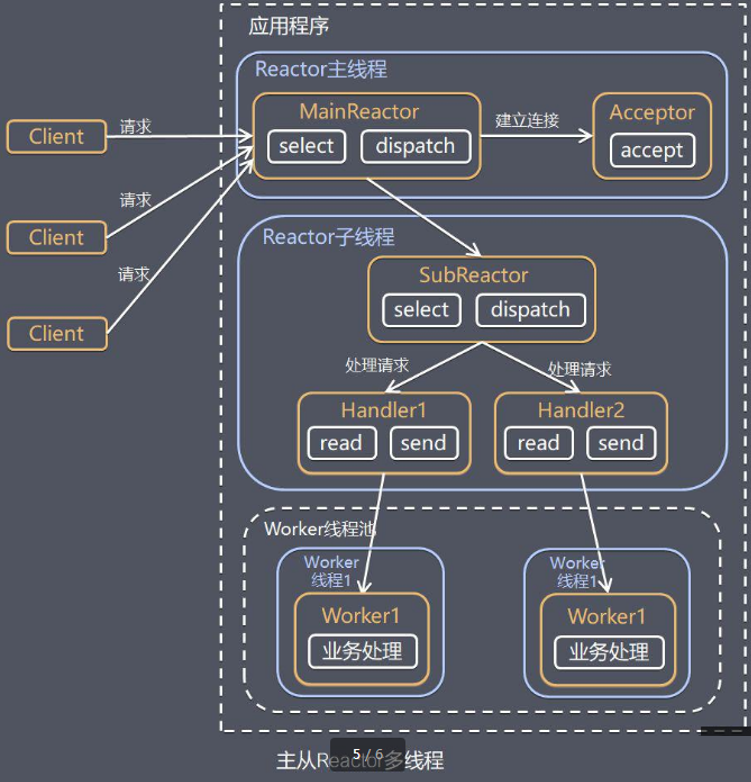 应用程序
Reactor主线程
MainReactor
select
dispatch
建立连接
Acceptor
accept
Client
请求
Client
请求
Client
请求
Reactor子线程
SubReactor
select
dispatch
处理请求
处理请求
Handler1
read
send
Handler2
read
send
Worker线程池
Worker
线程1
Worker1
业务处理
Worker
线程1
Worker1
业务处理
5 / 6
主从Reactor多线程